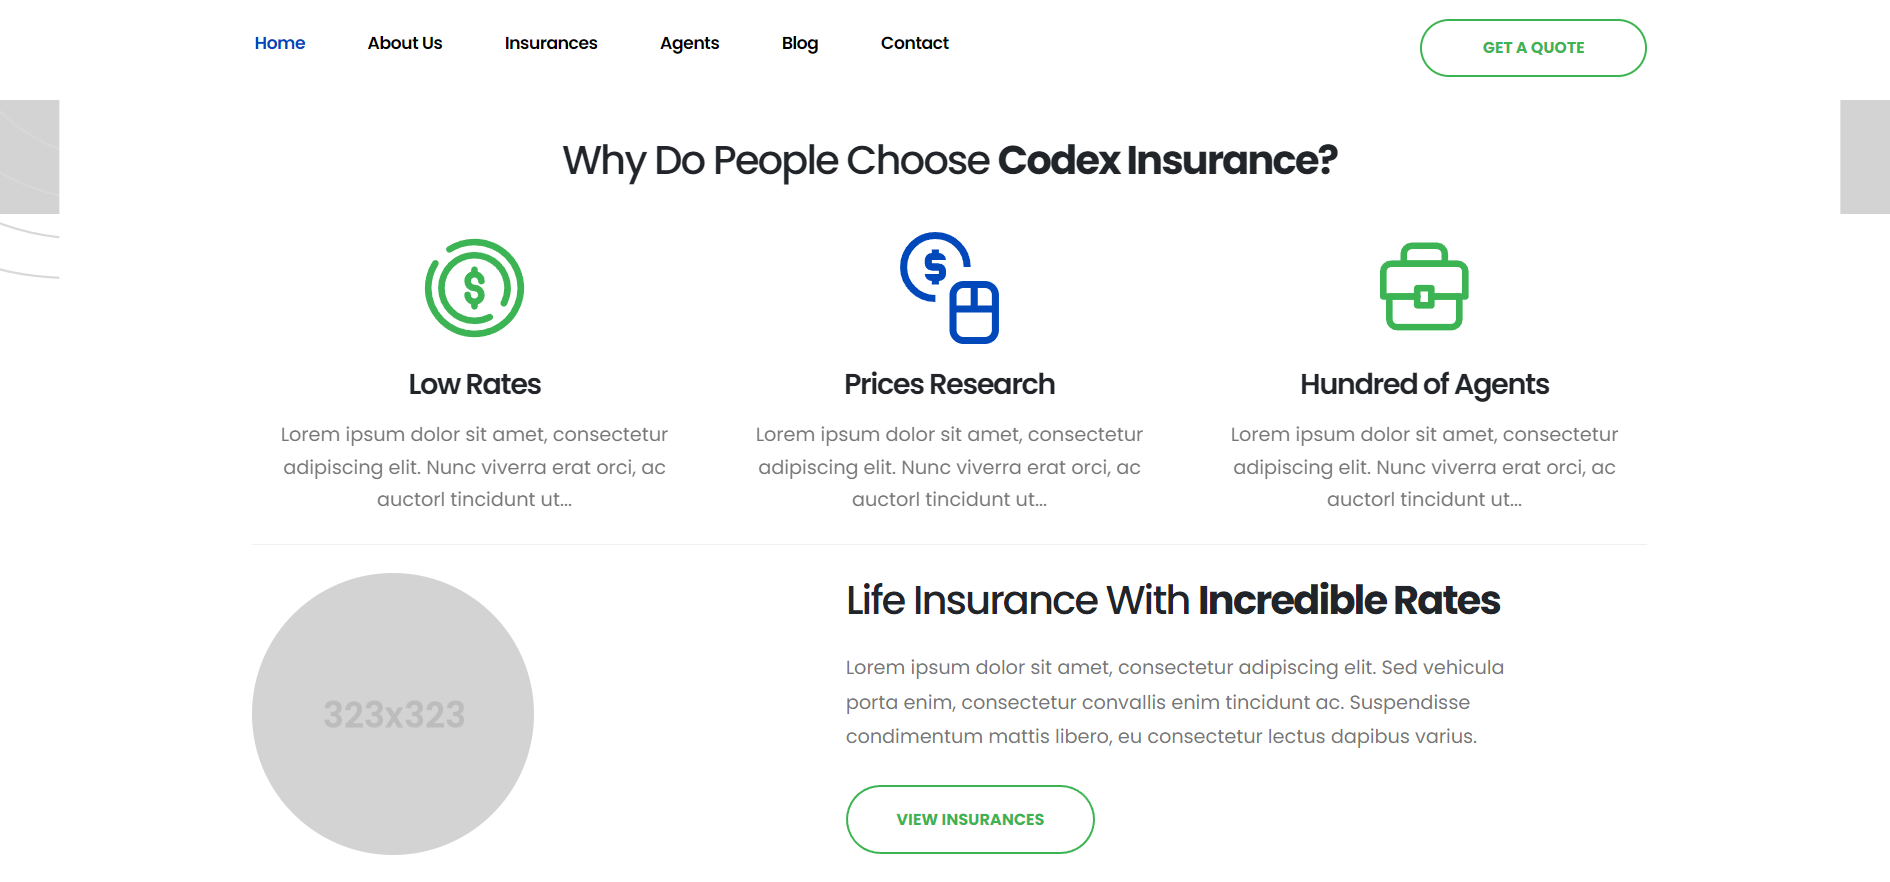 Home About Us Insurances Agents Blog Contact GET A QUOTE
Why Do People Choose Codex Insurance?
Low Rates
Lorem ipsum dolor sit amet, consectetur
adipiscing elit. Nunc viverra erat orci, ac
auctorl tincidunt ut...
Prices Research
Lorem ipsum dolor sit amet, consectetur
adipiscing elit. Nunc viverra erat orci, ac
auctorl tincidunt ut...
Hundred of Agents
Lorem ipsum dolor sit amet, consectetur
adipiscing elit. Nunc viverra erat orci, ac
auctorl tincidunt ut...
323x323
Life Insurance With Incredible Rates
Lorem ipsum dolor sit amet, consectetur adipiscing elit. Sed vehicula
porta enim, consectetur convallis enim tincidunt ac. Suspendisse
condimentum mattis libero, eu consectetur lectus dapibus varius.
VIEW INSURANCES